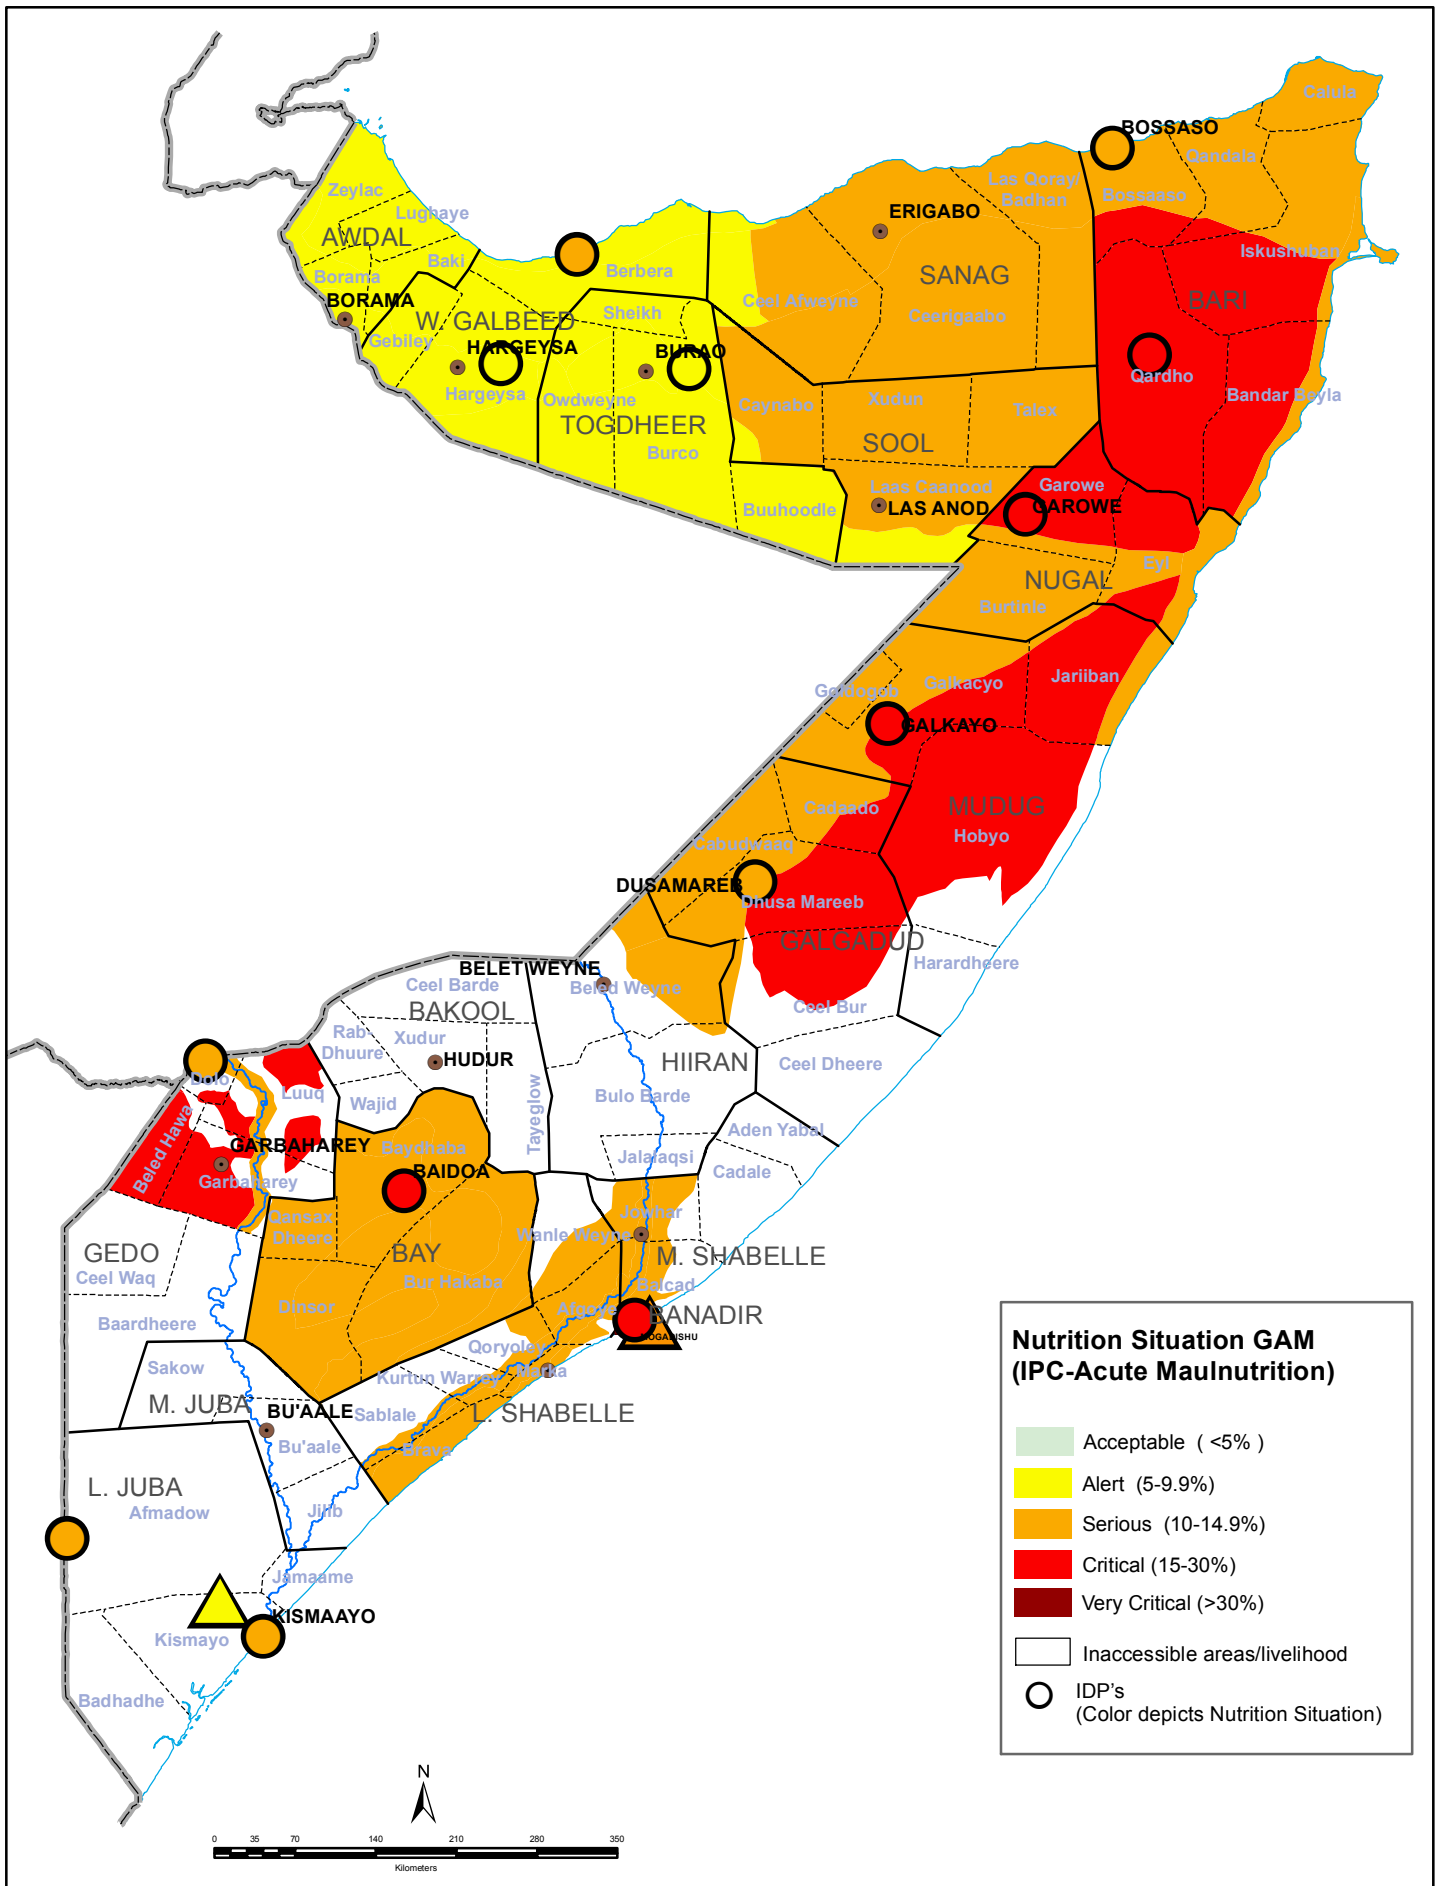 Calula
BOSSASO
Qandala
Las Qoray/
Badhan
Bossaaso
Zeylac
Lughaye
ERIGABO
AWDAL
Iskushuban
Baki
Borama
Berbera
SANAG
BORAMA
Ceel Afweyne
BARI
W. GALBEED
Sheikh
Ceerigaabo
Gebiley
HARGEYSA
BURAO
Qardho
Hargeysa
Owdweyne
Caynabo
Xudun
Talex
Bandar Beyla
TOGDHEER
SOOL
Burco
Garowe
Laas Caanood
Buuhoodle
LAS ANOD
GAROWE
Eyl
NUGAL
Burtinle
Jariiban
Galkacyo
Goldogob
GALKAYO
Cadaado
MUDUG
Hobyo
Cabudwaaq
DUSAMAREB
Dhusa Mareeb
GALGADUD
Harardheere
BELET WEYNE
Ceel Barde
Beled Weyne
BAKOOL
Ceel Bur
Rab-
Dhuure
Xudur
HUDUR
HIIRAN
Ceel Dheere
Dolo
Luuq
Wajid
Tayeglow
Bulo Barde
Beled Hawa
GARBAHAREY
Baydhaba
Aden Yabal
Jalalaqsi
BAIDOA
Cadale
Garbaharey
Qansax
Dheere
Jowhar
Wanle Weyne
GEDO
BAY
M. SHABELLE
Ceel Waq
Bur Hakaba
Balcad
Dinsor
Afgoye
BANADIR
Baardheere
MOGADISHU
Qoryoley
Sakow
Kurtun Warrey
Marka
M. JUBA
BU'AALE
Sablale
L. SHABELLE
Bu'aale
Brava
L. JUBA
Afmadow
Jilib
Jamaame
KISMAAYO
Kismayo
Badhadhe
Nutrition Situation GAM
(IPC-Acute Maulnutrition)
Acceptable ( <5% )
Alert (5-9.9%)
Serious (10-14.9%)
Critical (15-30%)
Very Critical (>30%)
Inaccessible areas/livelihood
IDP's
(Color depicts Nutrition Situation)
N
0 35 70 140 210 280 350
Kilometers